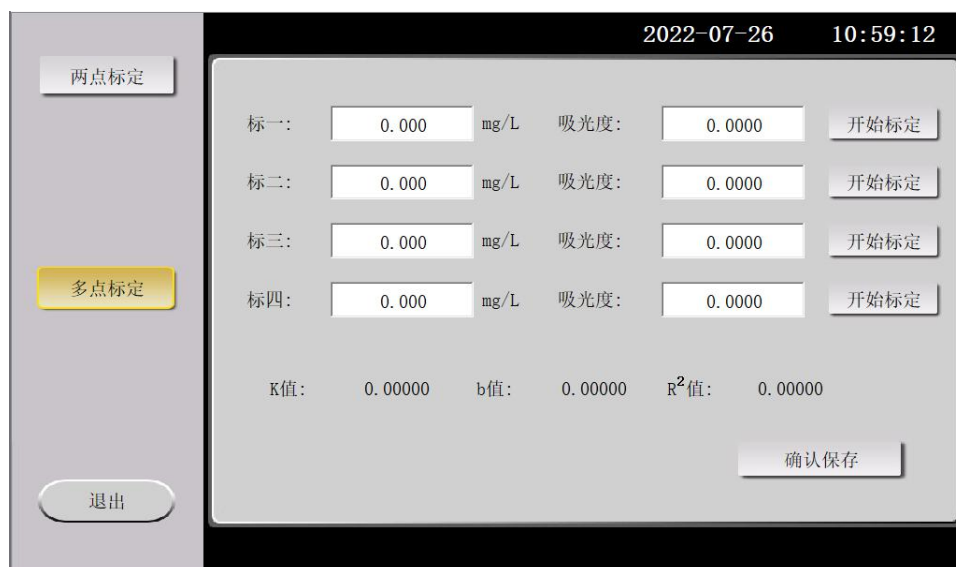 2022-07-26 10:59:12
两点标定
标一: 0.000 mg/L 吸光度: 0.0000 开始标定
标二: 0.000 mg/L 吸光度: 0.0000 开始标定
标三: 0.000 mg/L 吸光度: 0.0000 开始标定
多点标定
标四: 0.000 mg/L 吸光度: 0.0000 开始标定
K值: 0.00000 b值: 0.00000 R²值: 0.00000
确认保存
退出